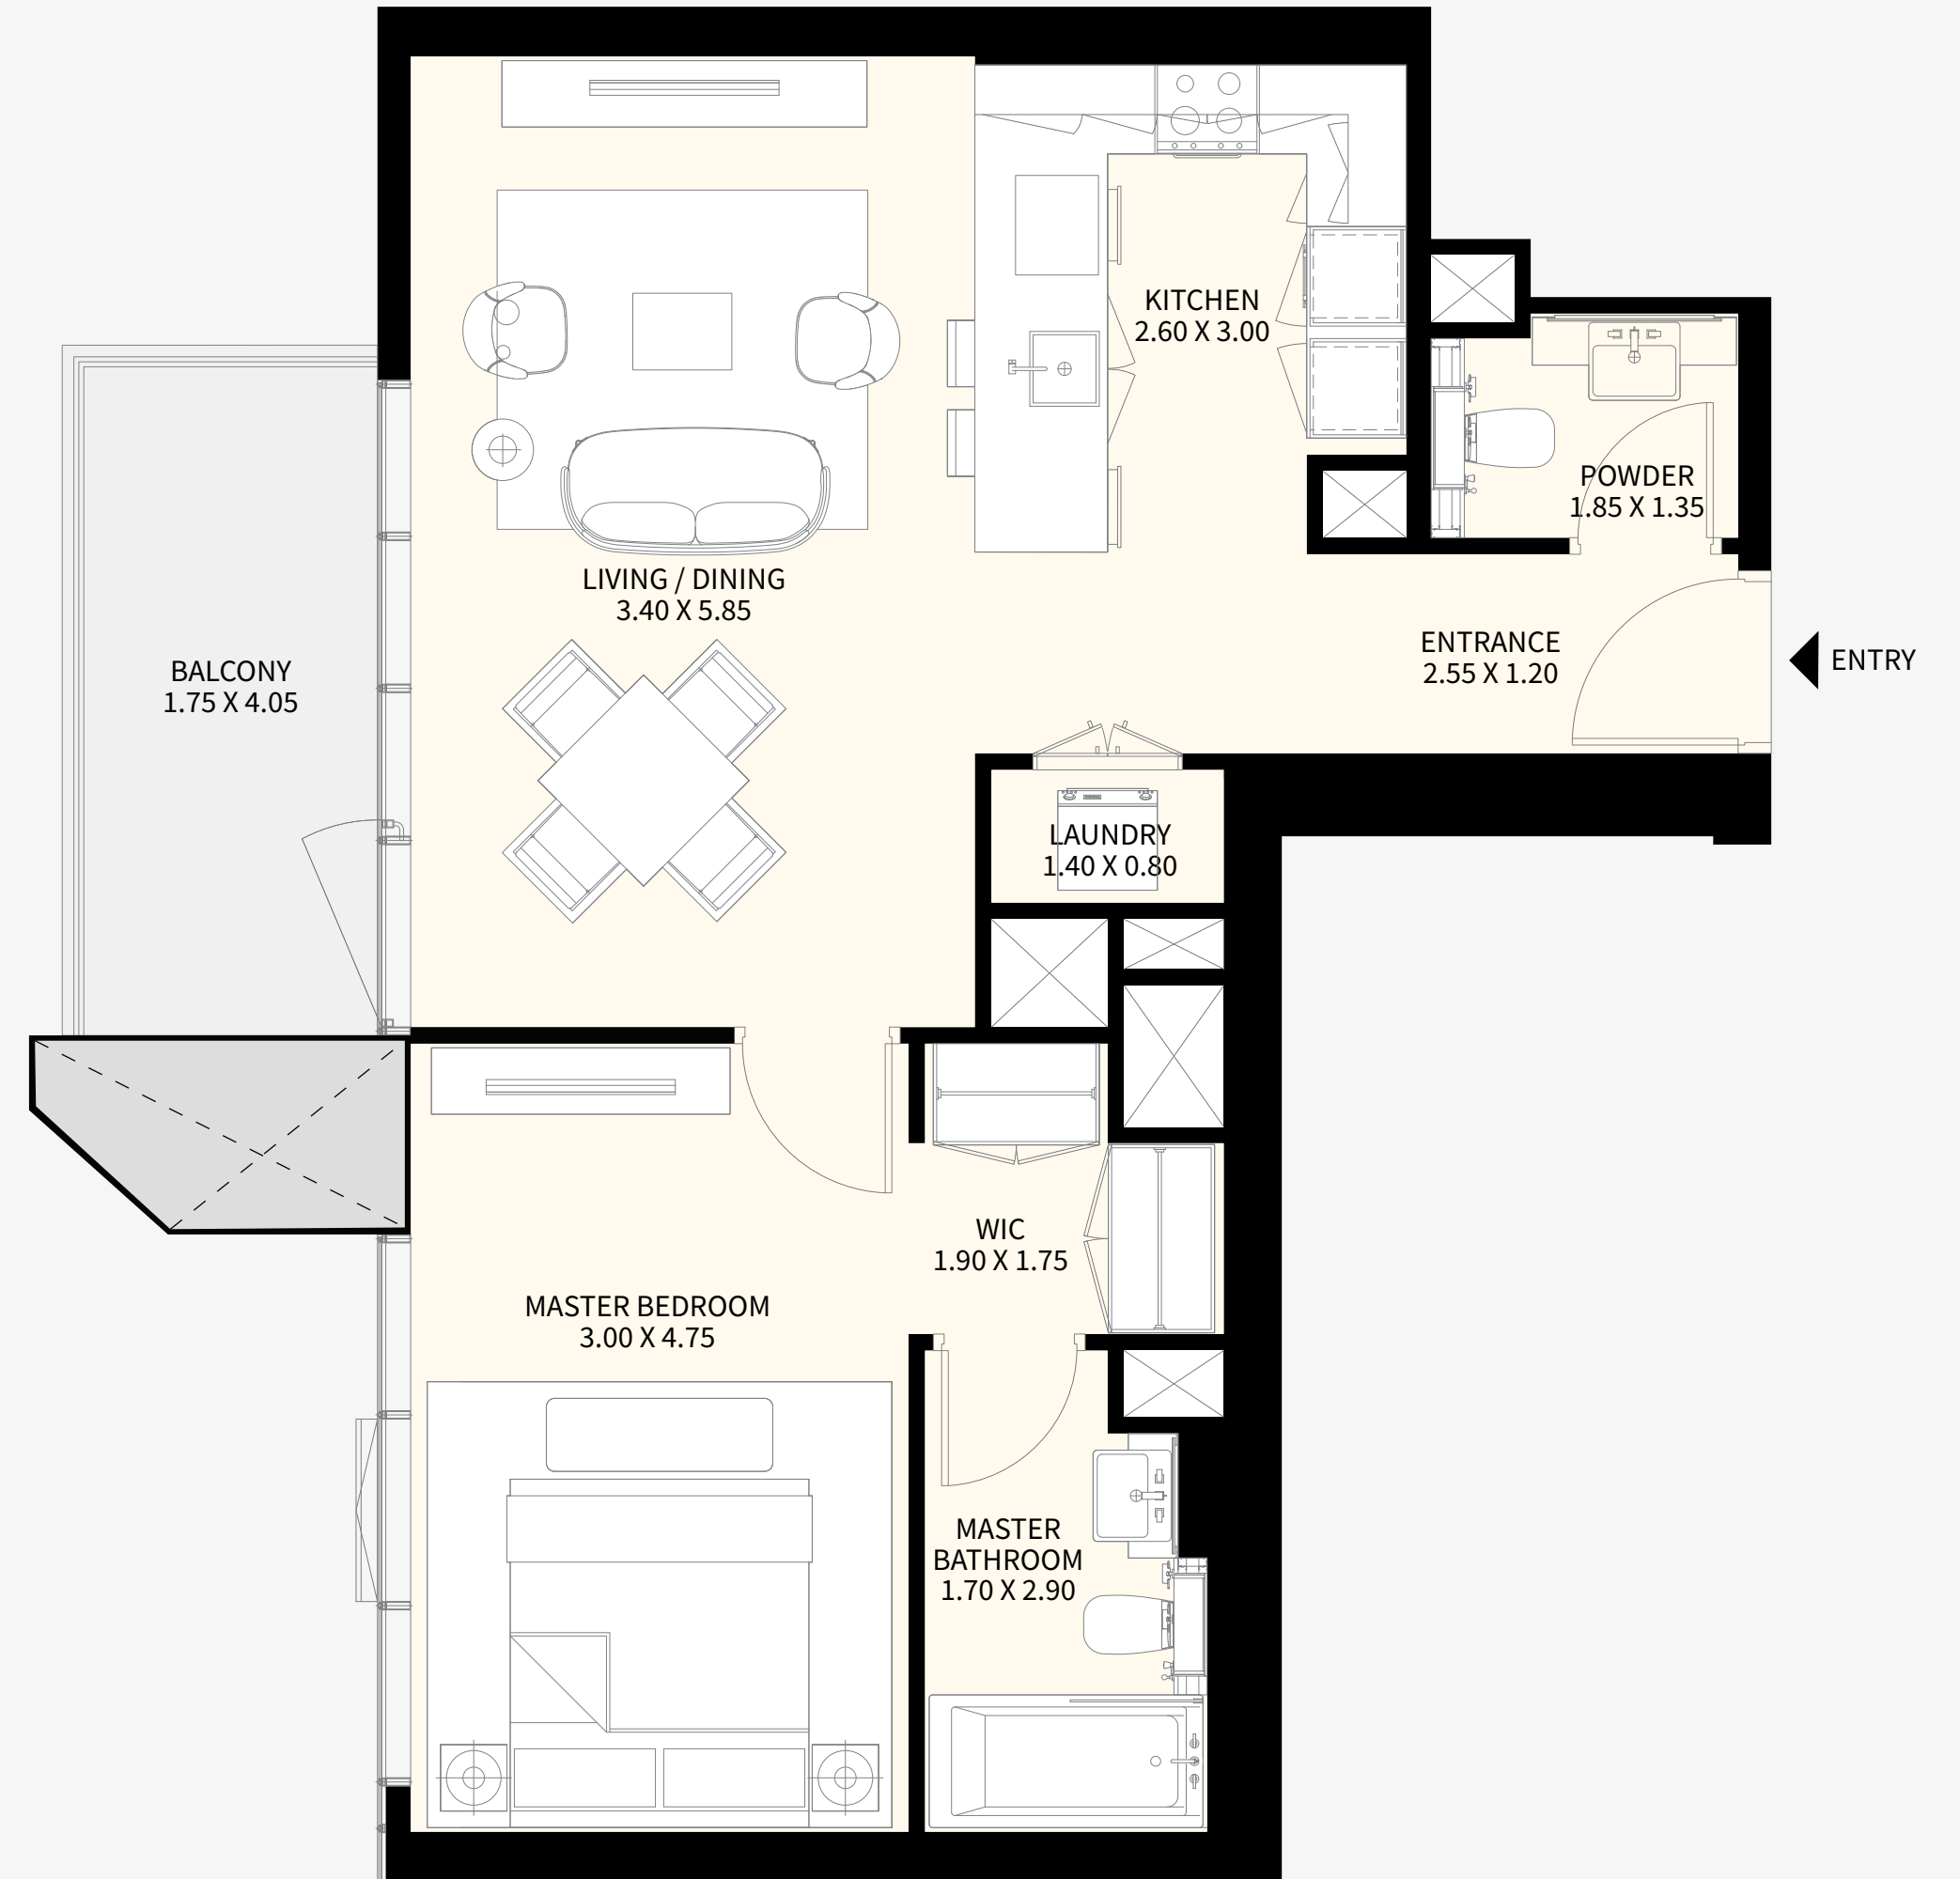 KITCHEN
2.60 X 3.00
POWDER
1.85 X 1.35
LIVING / DINING
3.40 X 5.85
ENTRANCE
2.55 X 1.20
ENTRY
BALCONY
1.75 X 4.05
LAUNDRY
1.40 X 0.80
WIC
1.90 X 1.75
MASTER BEDROOM
3.00 X 4.75
MASTER
BATHROOM
1.70 X 2.90